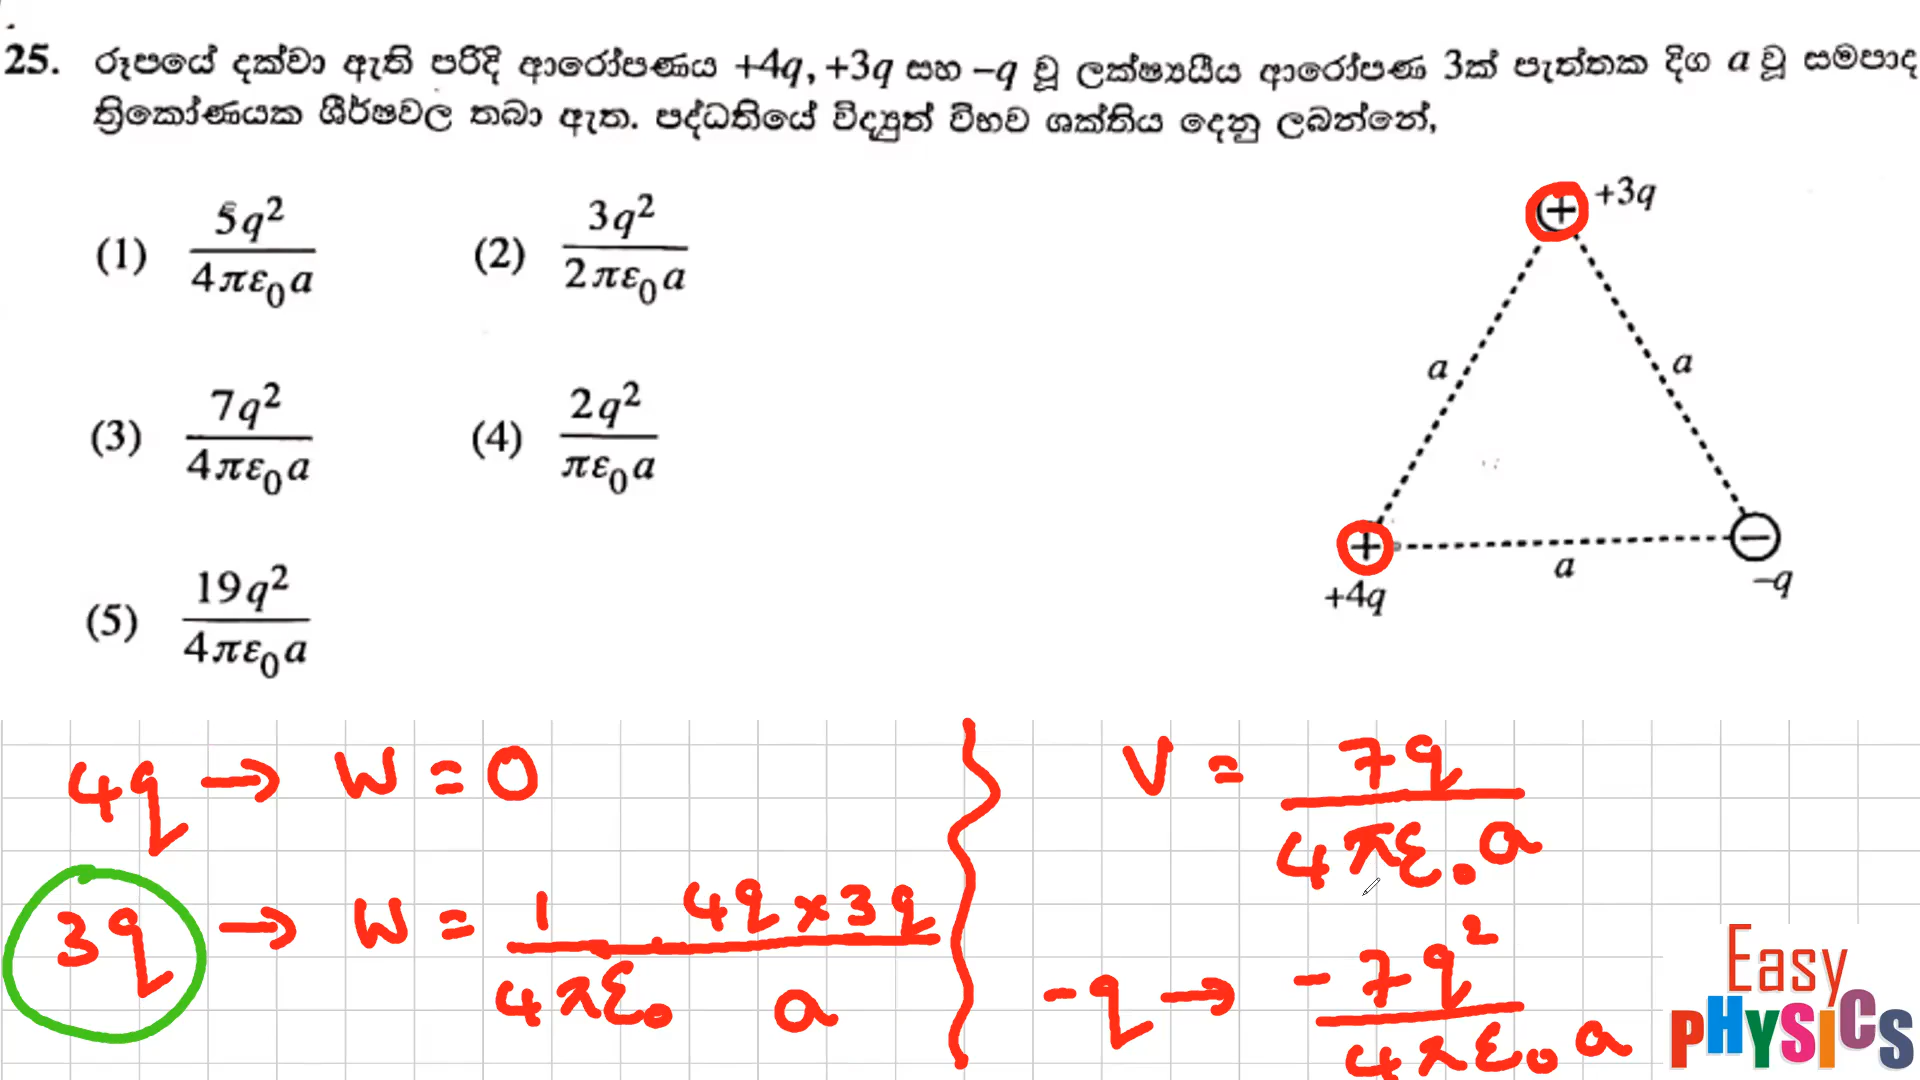 25. රූපයේ දක්වා ඇති පරිදි ආරෝපණය +4q, +3q සහ −q වූ ලක්ෂ්‍යයීය ආරෝපණ 3ක් පැත්තක දිග a වූ සමපාද
ත්‍රිකෝණයක ශීර්ෂවල තබා ඇත. පද්ධතියේ විද්‍යුත් විභව ශක්තිය දෙනු ලබන්නේ,
(1) 5q² / 4πε₀a (2) 3q² / 2πε₀a
(3) 7q² / 4πε₀a (4) 2q² / πε₀a
(5) 19q² / 4πε₀a
+3q
a a
a
+4q −q
4q → W = 0
3q → W = 1 / 4πε₀ 4q × 3q / a
V = 7q / 4πε₀a
-q → -7q² / 4πε₀a
Easy
PHYSICS